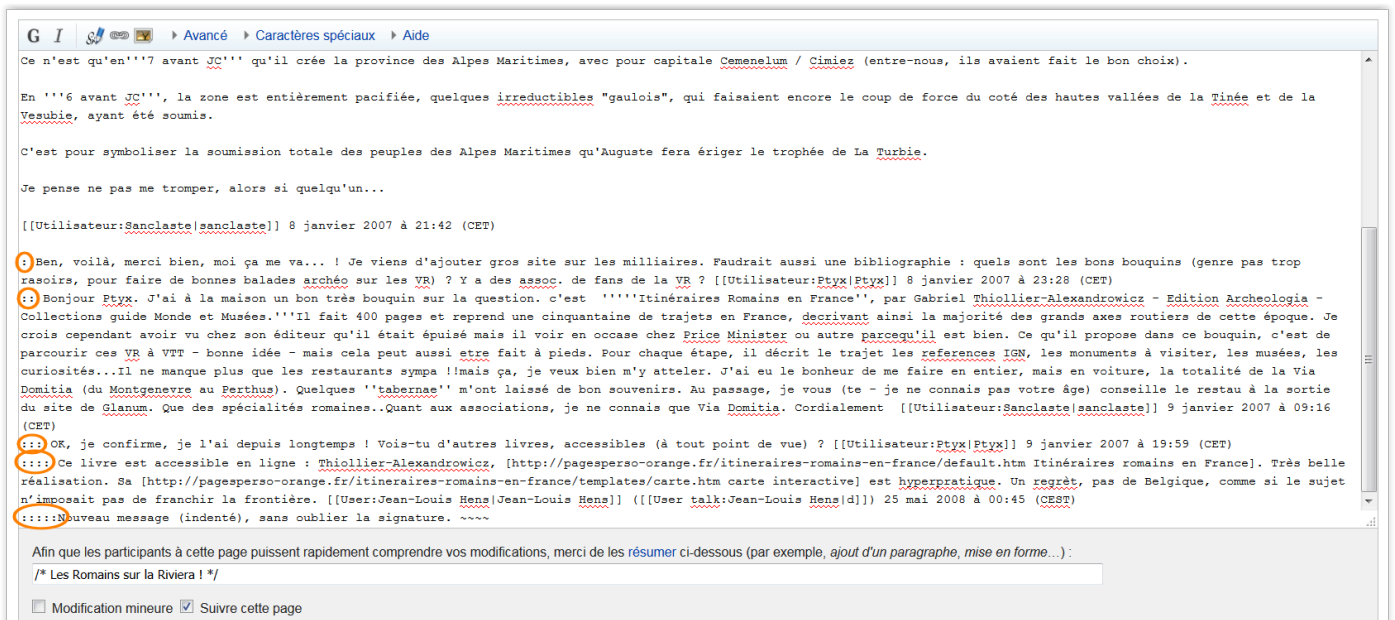 G I Avancé Caractères spéciaux Aide
Ce n'est qu'en'''7 avant JC''' qu'il crée la province des Alpes Maritimes, avec pour capitale Cemenelum / Cimiez (entre-nous, ils avaient fait le bon choix).
En '''6 avant JC''', la zone est entièrement pacifiée, quelques irreductibles "gaulois", qui faisaient encore le coup de force du coté des hautes vallées de la Tinée et de la
Vesubie, ayant été soumis.
C'est pour symboliser la soumission totale des peuples des Alpes Maritimes qu'Auguste fera ériger le trophée de La Turbie.
Je pense ne pas me tromper, alors si quelqu'un...
[[Utilisateur:Sanclaste|sanclaste]] 8 janvier 2007 à 21:42 (CET)
: Ben, voilà, merci bien, moi ça me va... ! Je viens d'ajouter gros site sur les milliaires. Faudrait aussi une bibliographie : quels sont les bons bouquins (genre pas trop
rasoirs, pour faire de bonnes balades archéo sur les VR) ? Y a des assoc. de fans de la VR ? [[Utilisateur:Ptyx|Ptyx]] 8 janvier 2007 à 23:28 (CET)
:: Bonjour Ptyx. J'ai à la maison un bon très bouquin sur la question. c'est '''''Itinéraires Romains en France'', par Gabriel Thiollier-Alexandrowicz - Edition Archeologia -
Collections guide Monde et Musées.'''Il fait 400 pages et reprend une cinquantaine de trajets en France, decrivant ainsi la majorité des grands axes routiers de cette époque. Je
crois cependant avoir vu chez son éditeur qu'il était épuisé mais il voir en occase chez Price Minister ou autre parcequ'il est bien. Ce qu'il propose dans ce bouquin, c'est de
parcourir ces VR à VTT - bonne idée - mais cela peut aussi etre fait à pieds. Pour chaque étape, il décrit le trajet les references IGN, les monuments à visiter, les musées, les
curiosités...Il ne manque plus que les restaurants sympa !!mais ça, je veux bien m'y atteler. J'ai eu le bonheur de me faire en entier, mais en voiture, la totalité de la Via
Domitia (du Montgenevre au Perthus). Quelques ''tabernae'' m'ont laissé de bon souvenirs. Au passage, je vous (te - je ne connais pas votre âge) conseille le restau à la sortie
du site de Glanum. Que des spécialités romaines..Quant aux associations, je ne connais que Via Domitia. Cordialement [[Utilisateur:Sanclaste|sanclaste]] 9 janvier 2007 à 09:16
(CET)
::: OK, je confirme, je l'ai depuis longtemps ! Vois-tu d'autres livres, accessibles (à tout point de vue) ? [[Utilisateur:Ptyx|Ptyx]] 9 janvier 2007 à 19:59 (CET)
:::: Ce livre est accessible en ligne : Thiollier-Alexandrowicz, [http://pagesperso-orange.fr/itineraires-romains-en-france/default.htm Itinéraires romains en France]. Très belle
réalisation. Sa [http://pagesperso-orange.fr/itineraires-romains-en-france/templates/carte.htm carte interactive] est hyperpratique. Un regrèt, pas de Belgique, comme si le sujet
n'imposait pas de franchir la frontière. [[User:Jean-Louis Hens|Jean-Louis Hens]] ([[User talk:Jean-Louis Hens|d]]) 25 mai 2008 à 00:45 (CEST)
:::::Nouveau message (indenté), sans oublier la signature. ~~~~
Afin que les participants à cette page puissent rapidement comprendre vos modifications, merci de les résumer ci-dessous (par exemple, ajout d'un paragraphe, mise en forme…) :
/* Les Romains sur la Riviera ! */
Modification mineure Suivre cette page